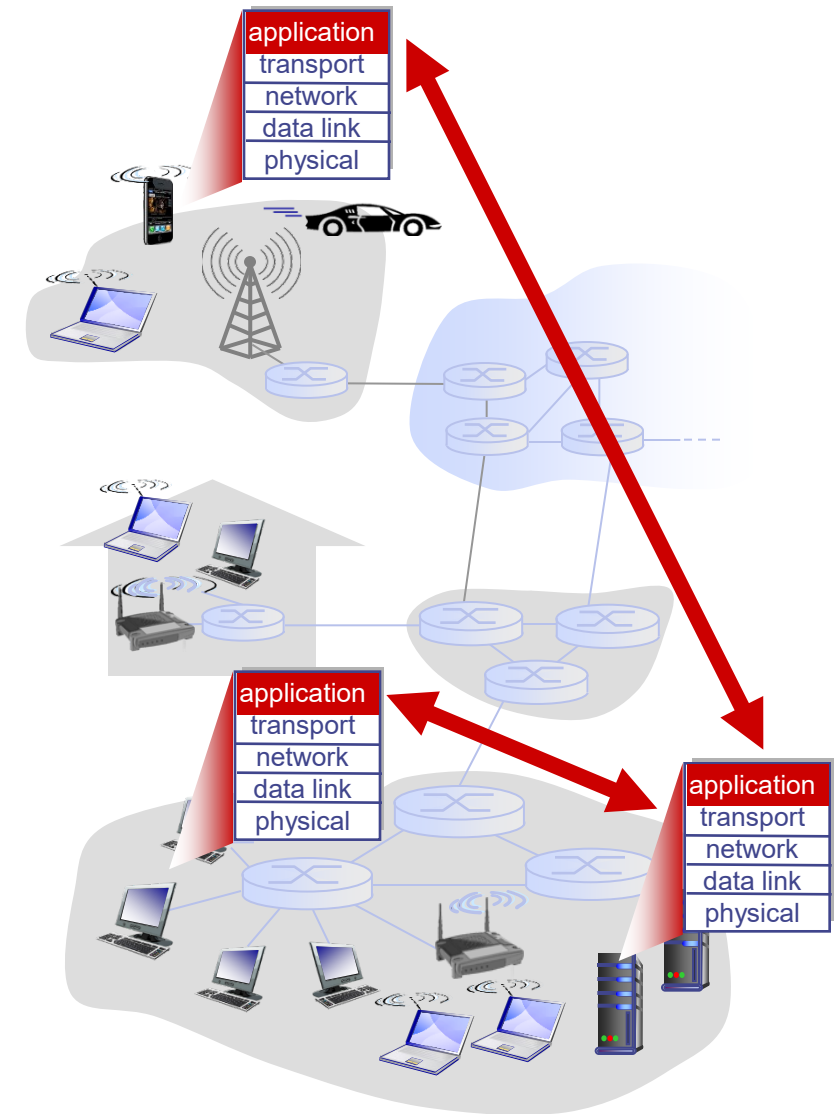 application
transport
network
data link
physical
application
transport
network
data link
physical
application
transport
network
data link
physical